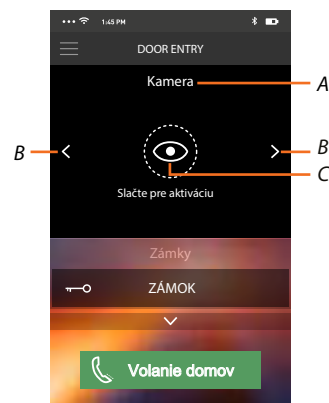 1:45 PM
DOOR ENTRY
Kamera
A
B
B
C
Slačte pre aktiváciu
Zámky
ZÁMOK
Volanie domov